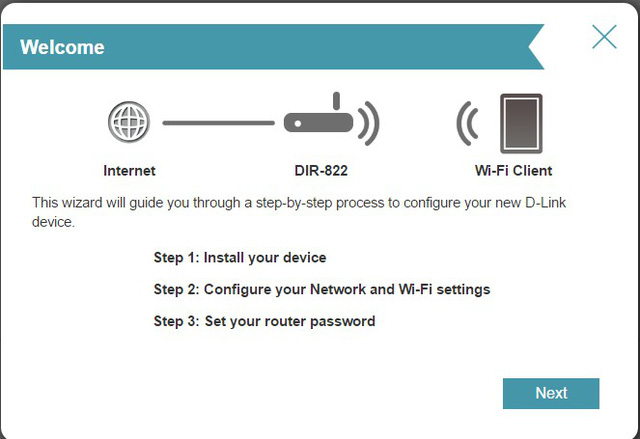 Welcome
Internet
DIR-822
Wi-Fi Client
This wizard will guide you through a step-by-step process to configure your new D-Link
device.
Step 1: Install your device
Step 2: Configure your Network and Wi-Fi settings
Step 3: Set your router password
Next